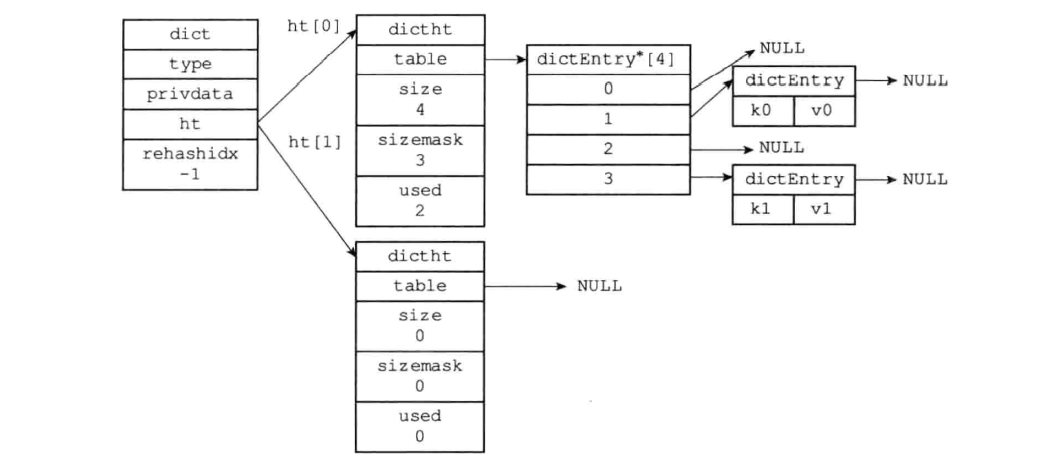 dict
type
privdata
ht
rehashidx
-1
ht[0]
ht[1]
dictht
table
size
4
sizemask
3
used
2
dictht
table
size
0
sizemask
0
used
0
dictEntry*[4]
0
1
2
3
NULL
dictEntry
k0 v0
NULL
NULL
dictEntry
k1 v1
NULL
NULL